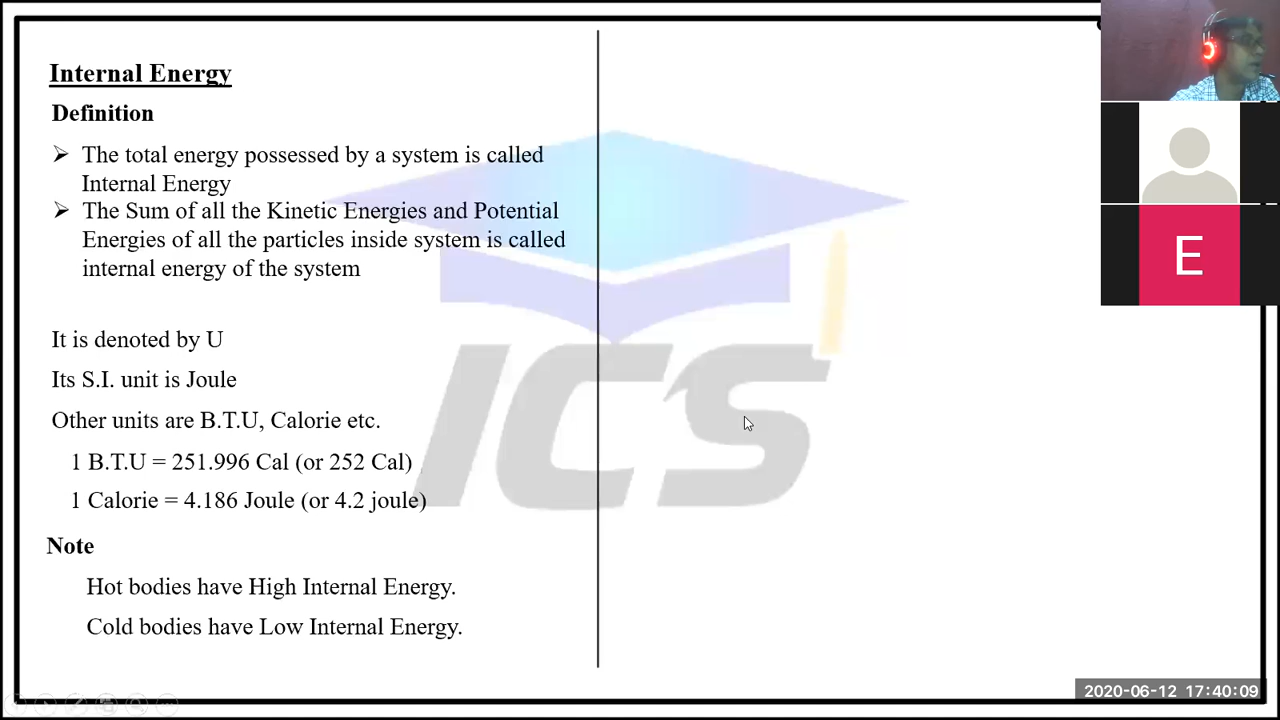 Internal Energy
Definition
➢ The total energy possessed by a system is called
Internal Energy
➢ The Sum of all the Kinetic Energies and Potential
Energies of all the particles inside system is called
internal energy of the system
It is denoted by U
Its S.I. unit is Joule
Other units are B.T.U, Calorie etc.
1 B.T.U = 251.996 Cal (or 252 Cal)
1 Calorie = 4.186 Joule (or 4.2 joule)
Note
Hot bodies have High Internal Energy.
Cold bodies have Low Internal Energy.
ICS
E
2020-06-12 17:40:09